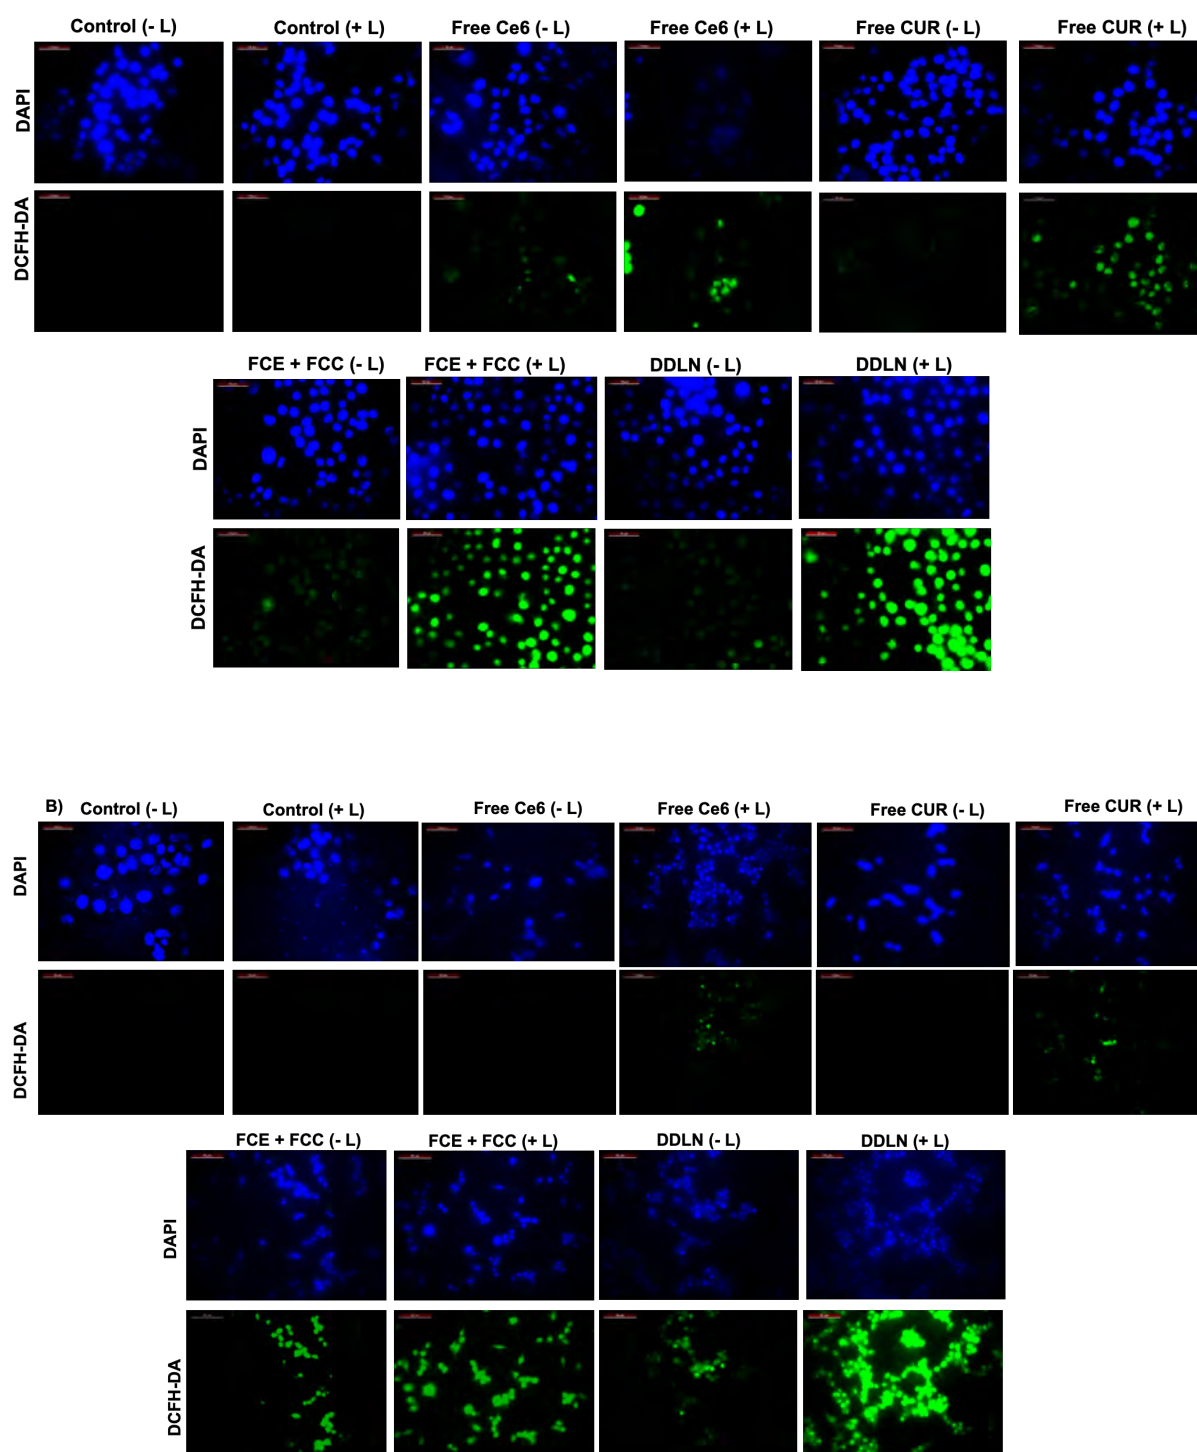 Control (- L) Control (+ L) Free Ce6 (- L) Free Ce6 (+ L) Free CUR (- L) Free CUR (+ L)
DAPI
DCFH-DA
FCE + FCC (- L) FCE + FCC (+ L) DDLN (- L) DDLN (+ L)
DAPI
DCFH-DA
B) Control (- L) Control (+ L) Free Ce6 (- L) Free Ce6 (+ L) Free CUR (- L) Free CUR (+ L)
DAPI
DCFH-DA
FCE + FCC (- L) FCE + FCC (+ L) DDLN (- L) DDLN (+ L)
DAPI
DCFH-DA